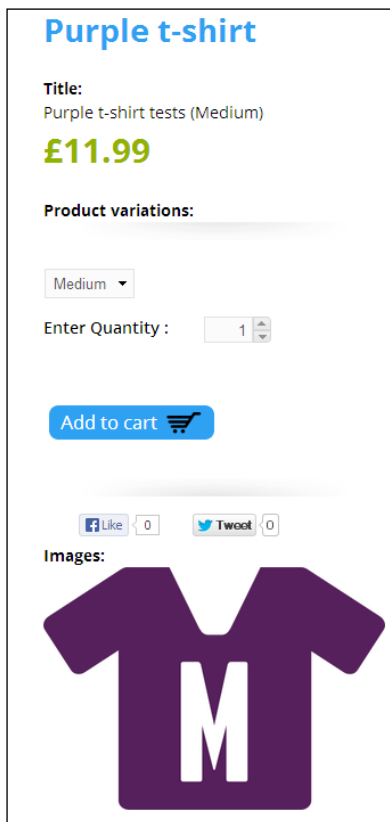 Purple t-shirt
Title:
Purple t-shirt tests (Medium)
£11.99
Product variations:
Medium
Enter Quantity : 1
Add to cart
Like 0 Tweet 0
Images:
M